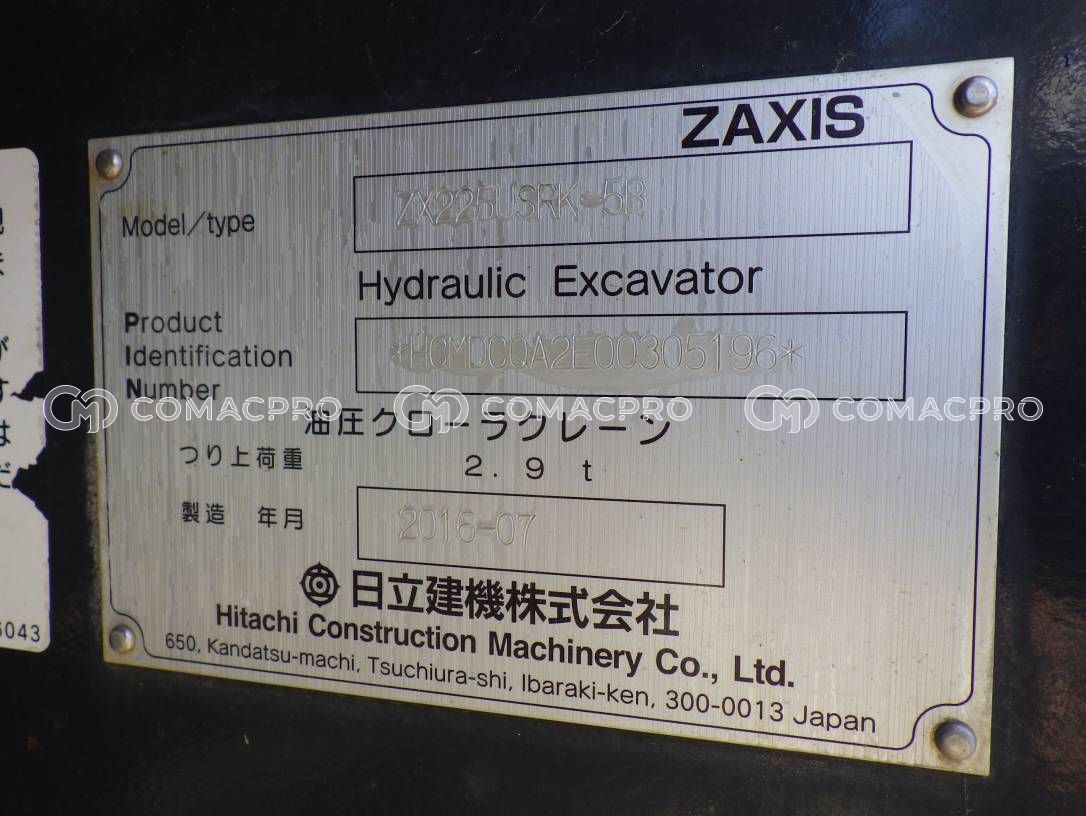 ZAXIS
Model/type ZX225USRK-5B
Hydraulic Excavator
Product
Identification
Number
*HCMDCQA2E00305196*
COMACPRO COMACPRO COMACPRO
油圧クローラクレーン
つり上荷重 2.9 t
製造 年月 2016-07
日立建機株式会社
Hitachi Construction Machinery Co., Ltd.
650, Kandatsu-machi, Tsuchiura-shi, Ibaraki-ken, 300-0013 Japan
6043